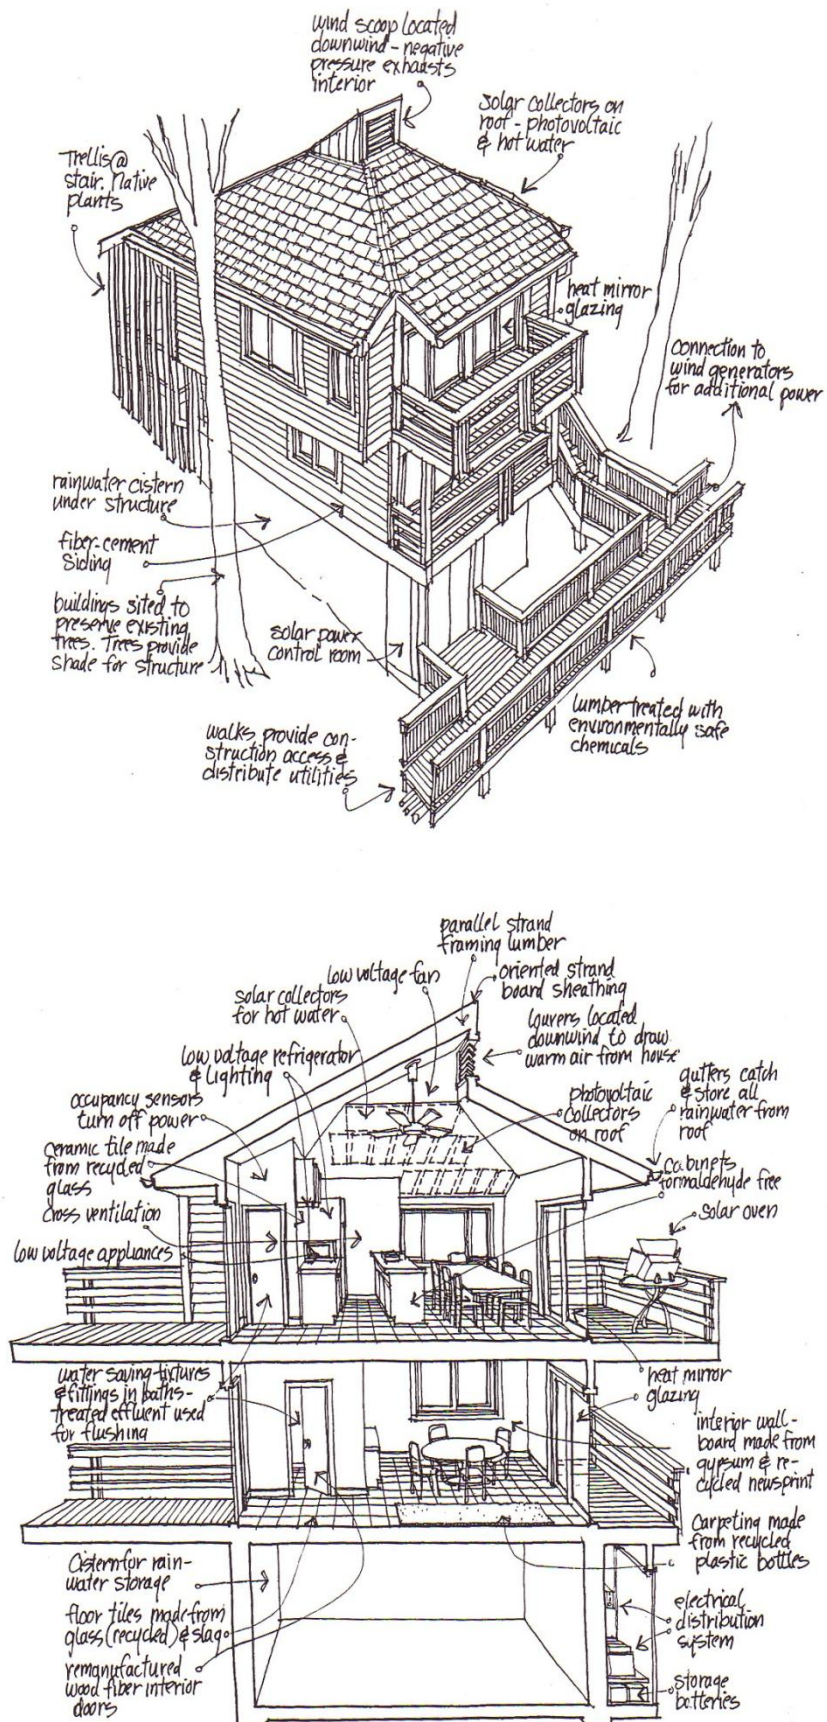 wind scoop located
downwind - negative
pressure exhausts
interior
solar collectors on
roof - photovoltaic
& hot water
Trellis @
stair. Native
plants
heat mirror
glazing
connection to
wind generators
for additional power
rainwater cistern
under structure
fiber-cement
siding
buildings sited to
preserve existing
trees. Trees provide
shade for structure
solar power
control room
lumber treated with
environmentally safe
chemicals
walks provide con-
struction access &
distribute utilities
parallel strand
framing lumber
low voltage fan
oriented strand
board sheathing
solar collectors
for hot water
louvers located
downwind to draw
warm air from house
low voltage refrigerator
& lighting
gutters catch
& store all
rainwater from
roof
photovoltaic
collectors
on roof
occupancy sensors
turn off power
ceramic tile made
from recycled
glass
cabinets
formaldehyde free
cross ventilation
solar oven
low voltage appliances
water saving fixtures
& fittings in baths-
treated effluent used
for flushing
heat mirror
glazing
interior wall-
board made from
gypsum & re-
cycled newsprint
carpeting made
from recycled
plastic bottles
Cistern for rain-
water storage
floor tiles made from
glass (recycled) & slag
remanufactured
wood fiber interior
doors
electrical
distribution
system
storage
batteries